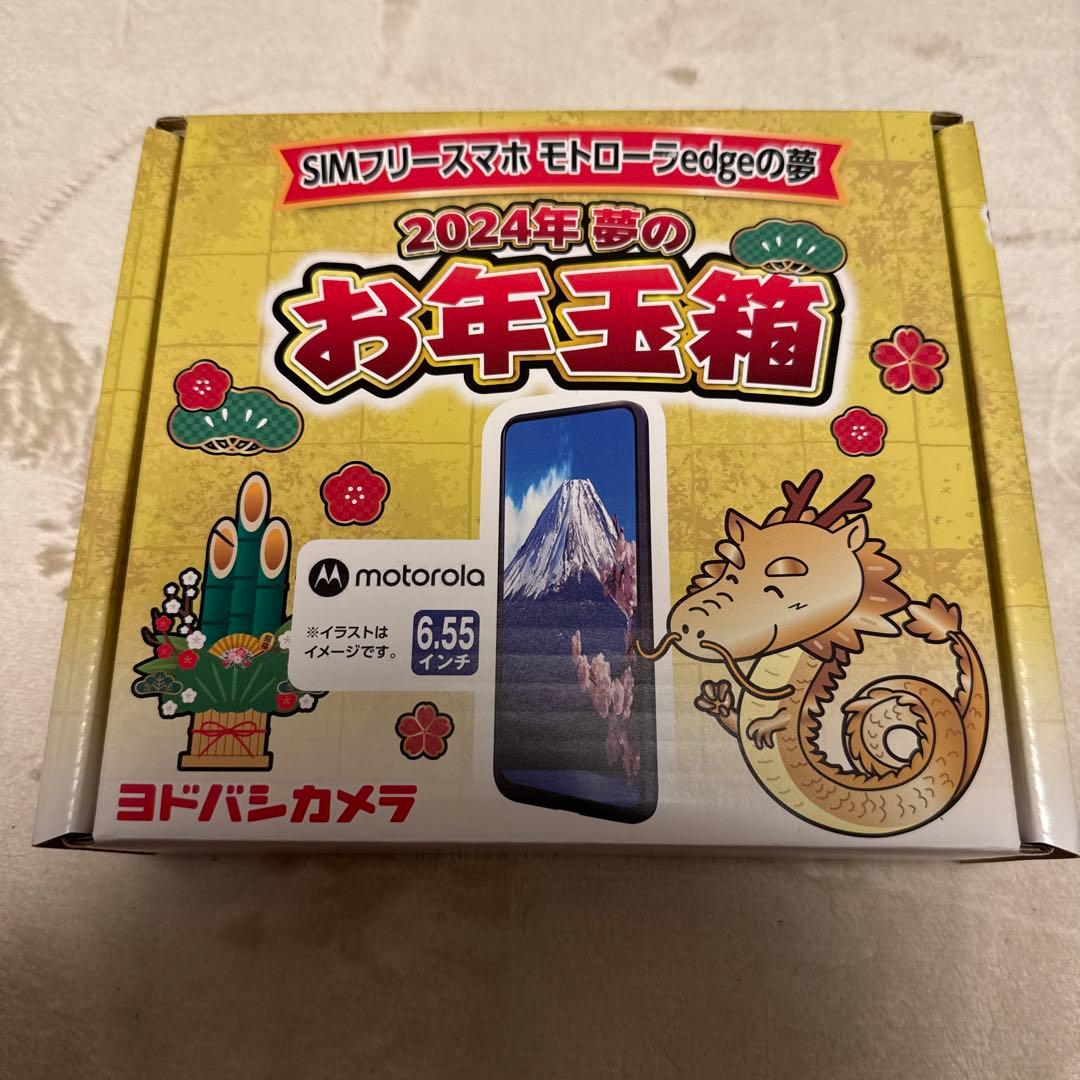 SIMフリースマホ モトローラedgeの夢
2024年 夢の
お年玉箱
motorola
※イラストは
イメージです。
6.55
インチ
ヨドバシカメラ